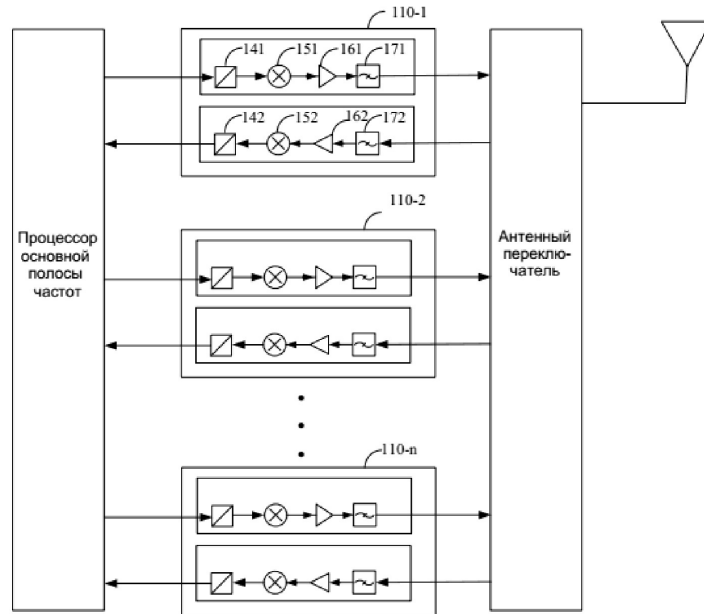 110-1
141
151
161
171
142
152
162
172
110-2
Процессор
основной
полосы
частот
Антенный
переклю-
чатель
110-n